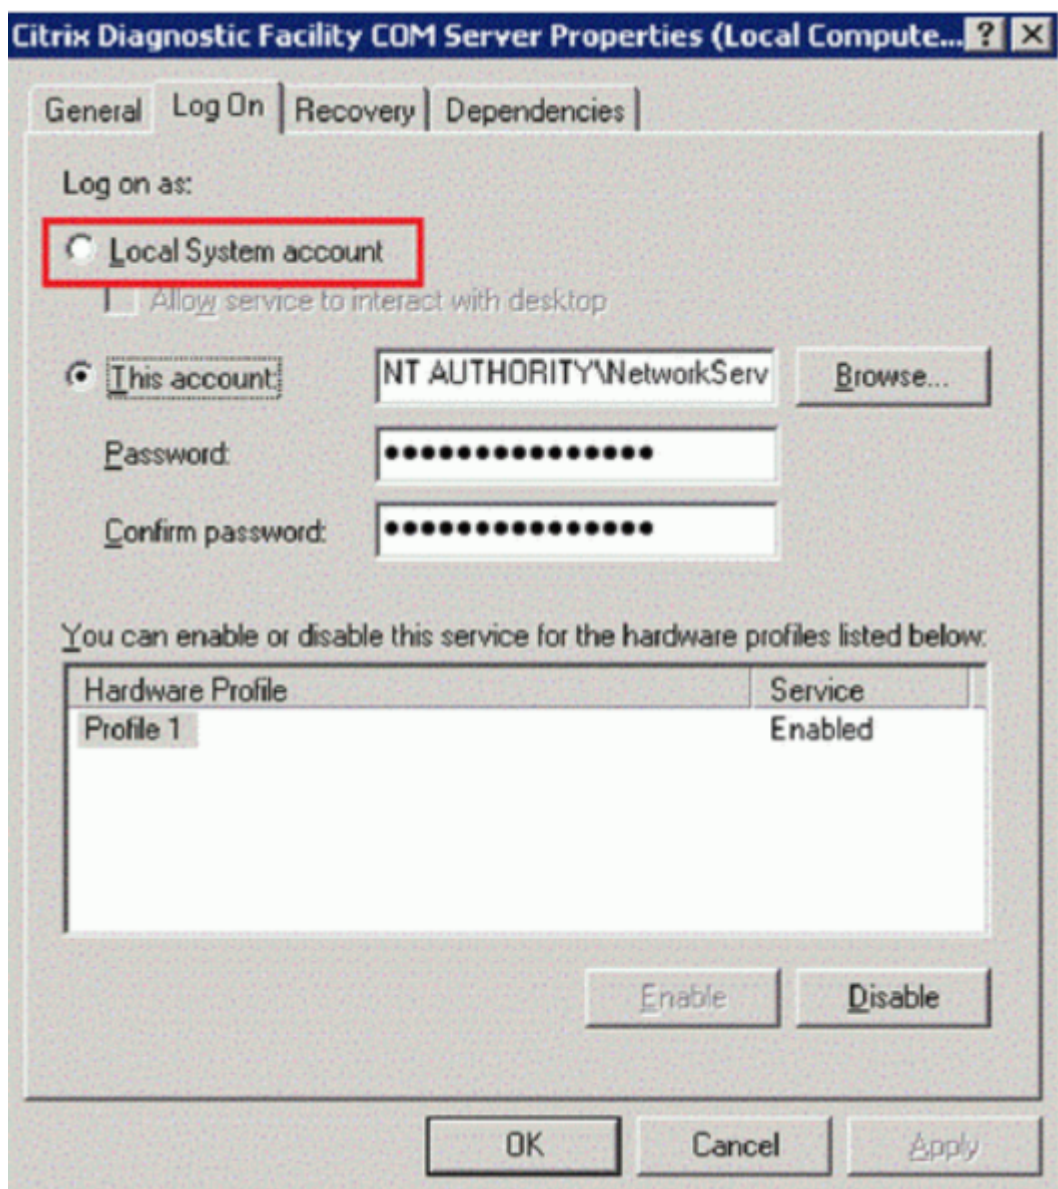 Citrix Diagnostic Facility COM Server Properties (Local Compute... ? X
General Log On Recovery Dependencies
Log on as:
Local System account
Allow service to interact with desktop
This account: NT AUTHORITY\NetworkServ Browse...
Password: ●●●●●●●●●●●●●●●
Confirm password: ●●●●●●●●●●●●●●●
You can enable or disable this service for the hardware profiles listed below:
Hardware Profile Service
Profile 1 Enabled
Enable Disable
OK Cancel Apply